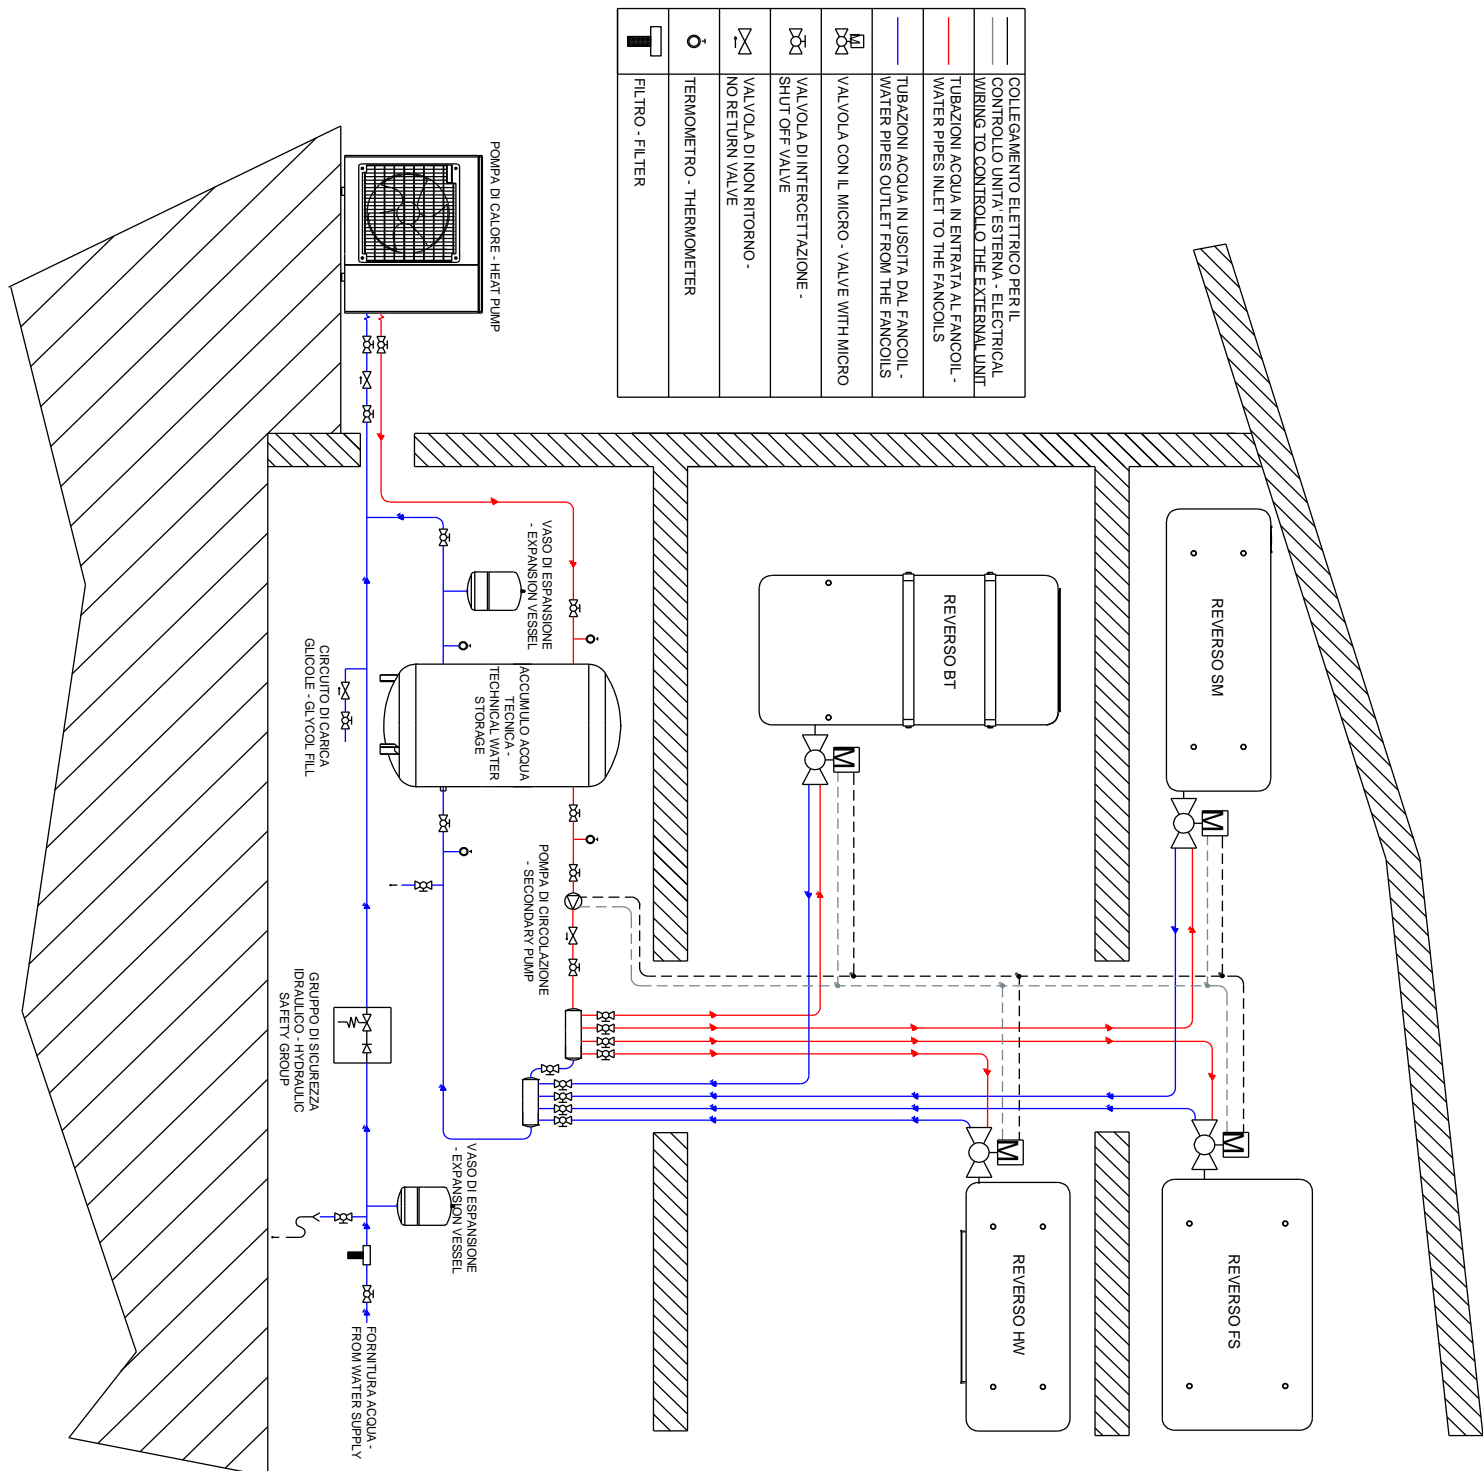 COLLEGAMENTO ELETTRICO PER IL
CONTROLLO UNITA' ESTERNA - ELECTRICAL
WIRING TO CONTROLLO THE EXTERNAL UNIT
TUBAZIONI ACQUA IN ENTRATA AL FANCOIL -
WATER PIPES INLET TO THE FANCOILS
TUBAZIONI ACQUA IN USCITA DAL FANCOIL -
WATER PIPES OUTLET FROM THE FANCOILS
M
VALVOLA CON IL MICRO - VALVE WITH MICRO
VALVOLA DI INTERCETTAZIONE -
SHUT OFF VALVE
VALVOLA DI NON RITORNO -
NO RETURN VALVE
TERMOMETRO - THERMOMETER
FILTRO - FILTER
POMPA DI CALORE - HEAT PUMP
REVERSO SM
M
REVERSO BT
M
VASO DI ESPANSIONE
- EXPANSION VESSEL
ACCUMULO ACQUA
TECNICA -
TECHNICAL WATER
STORAGE
CIRCUITO DI CARICA
GLICOLE - GLYCOL FILL
POMPA DI CIRCOLAZIONE
- SECONDARY PUMP
GRUPPO DI SICUREZZA
IDRAULICO - HYDRAULIC
SAFETY GROUP
VASO DI ESPANSIONE
- EXPANSION VESSEL
M
REVERSO FS
M
REVERSO HW
FORNITURA ACQUA -
FROM WATER SUPPLY